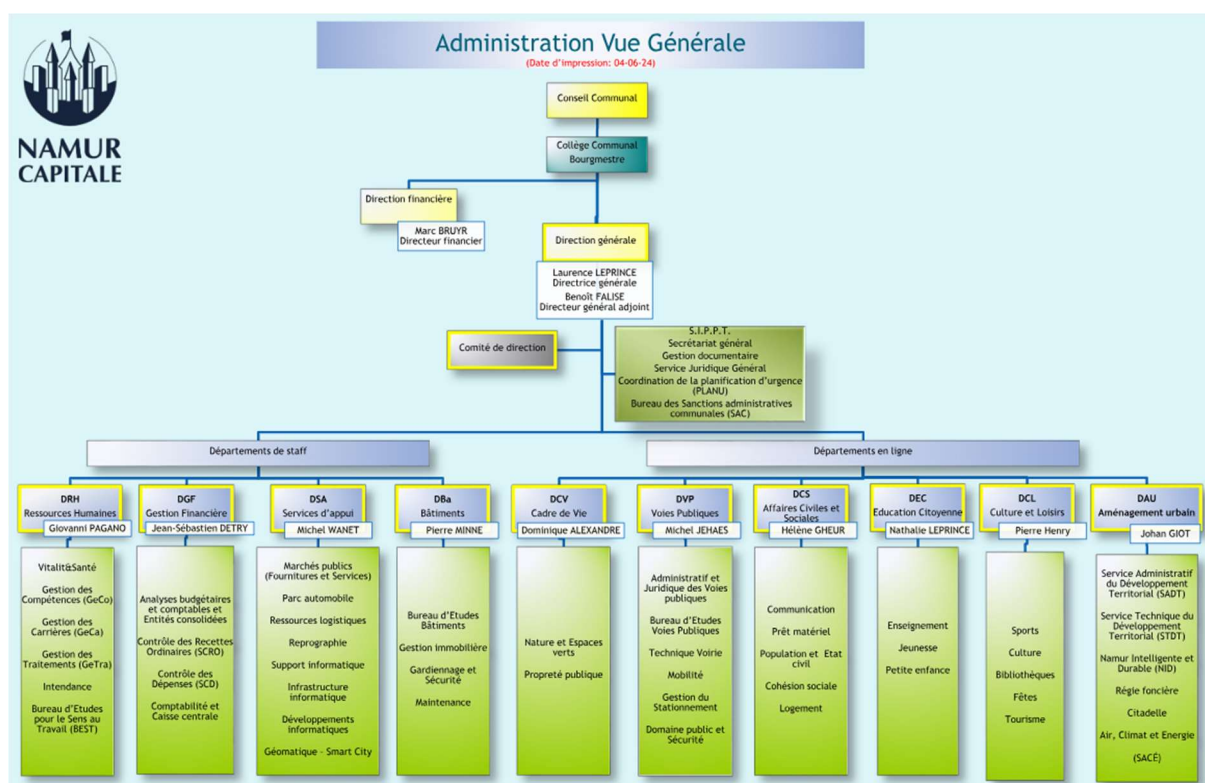 NAMUR
CAPITALE
Administration Vue Générale
(Date d'impression: 04-06-24)
Conseil Communal
Collège Communal
Bourgmestre
Direction financière
Marc BRUYR
Directeur financier
Direction générale
Laurence LEPRINCE
Directrice générale
Benoît FALISE
Directeur général adjoint
Comité de direction
S.I.P.P.T.
Secrétariat général
Gestion documentaire
Service Juridique Général
Coordination de la planification d'urgence
(PLANU)
Bureau des Sanctions administratives
communales (SAC)
Départements de staff
Départements en ligne
DRH
Ressources Humaines
Giovanni PAGANO
Vitalit&Santé
Gestion des
Compétences (GeCo)
Gestion des
Carrières (GeCa)
Gestion des
Traitements (GeTra)
Intendance
Bureau d'Etudes
pour le Sens au
Travail (BEST)
DGF
Gestion Financière
Jean-Sébastien DETRY
Analyses budgétaires
et comptables et
Entités consolidées
Contrôle des Recettes
Ordinaires (SCRO)
Contrôle des
Dépenses (SCD)
Comptabilité et
Caisse centrale
DSA
Services d'appui
Michel WANET
Marchés publics
(Fournitures et Services)
Parc automobile
Ressources logistiques
Reprographie
Support informatique
Infrastructure
informatique
Développements
informatiques
Géomatique – Smart City
DBa
Bâtiments
Pierre MINNE
Bureau d'Etudes
Bâtiments
Gestion immobilière
Gardiennage et
Sécurité
Maintenance
DCV
Cadre de Vie
Dominique ALEXANDRE
Nature et Espaces
verts
Propreté publique
DVP
Voies Publiques
Michel JEHAES
Administratif et
Juridique des Voies
publiques
Bureau d'Etudes
Voies Publiques
Technique Voirie
Mobilité
Gestion du
Stationnement
Domaine public et
Sécurité
DCS
Affaires Civiles et
Sociales
Hélène GHEUR
Communication
Prêt matériel
Population et Etat
civil
Cohésion sociale
Logement
DEC
Education Citoyenne
Nathalie LEPRINCE
Enseignement
Jeunesse
Petite enfance
DCL
Culture et Loisirs
Pierre Henry
Sports
Culture
Bibliothèques
Fêtes
Tourisme
DAU
Aménagement urbain
Johan GIOT
Service Administratif
du Développement
Territorial (SADT)
Service Technique du
Développement
Territorial (STDT)
Namur Intelligente et
Durable (NID)
Régie foncière
Citadelle
Air, Climat et Energie
(SACÉ)